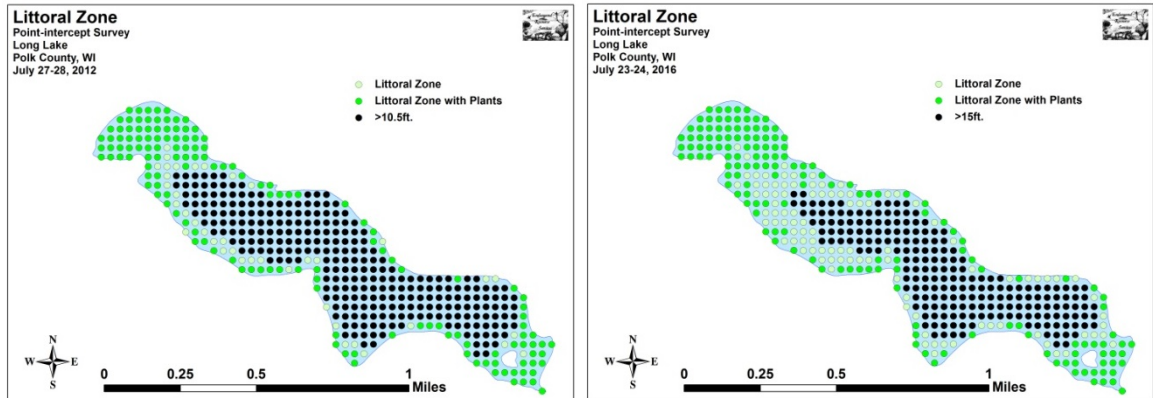 Littoral Zone
Point-intercept Survey
Long Lake
Polk County, WI
July 27-28, 2012
Littoral Zone
Littoral Zone with Plants
>10.5ft.
N
W E
S
0 0.25 0.5 1
Miles
Littoral Zone
Point-intercept Survey
Long Lake
Polk County, WI
July 23-24, 2016
Littoral Zone
Littoral Zone with Plants
>15ft.
N
W E
S
0 0.25 0.5 1
Miles